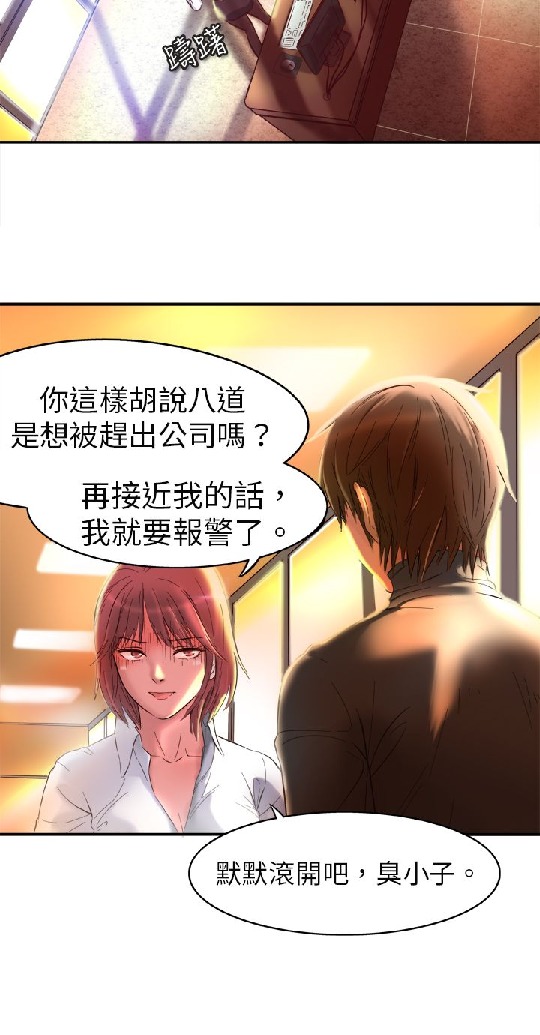 躊躇
你這樣胡說八道
是想被趕出公司嗎？
再接近我的話，
我就要報警了。
默默滾開吧，臭小子。